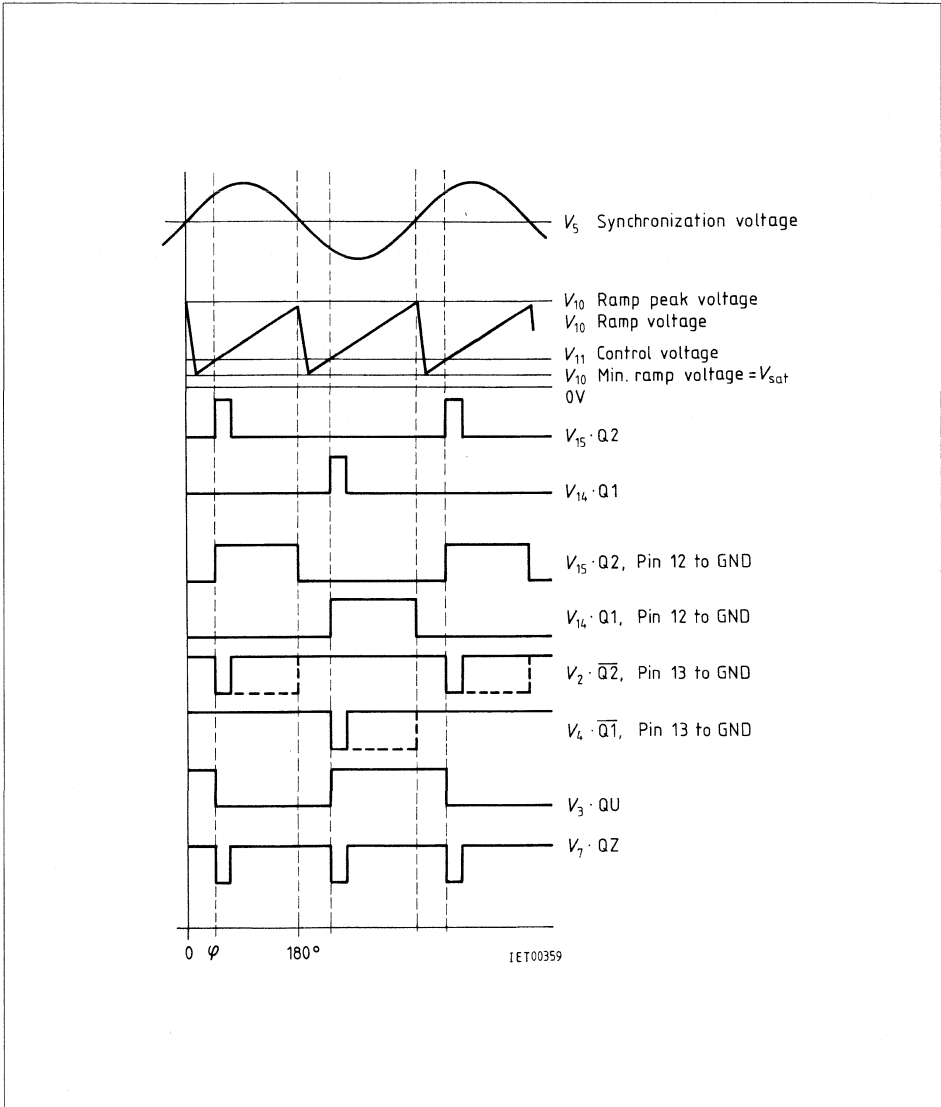 V5 Synchronization voltage
V10 Ramp peak voltage
V10 Ramp voltage
V11 Control voltage
V10 Min. ramp voltage = Vsat
0V
V15 · Q2
V14 · Q1
V15 · Q2, Pin 12 to GND
V14 · Q1, Pin 12 to GND
V2 · Q̅2̅, Pin 13 to GND
V4 · Q̅1̅, Pin 13 to GND
V3 · QU
V7 · QZ
0 φ 180°
IET00359